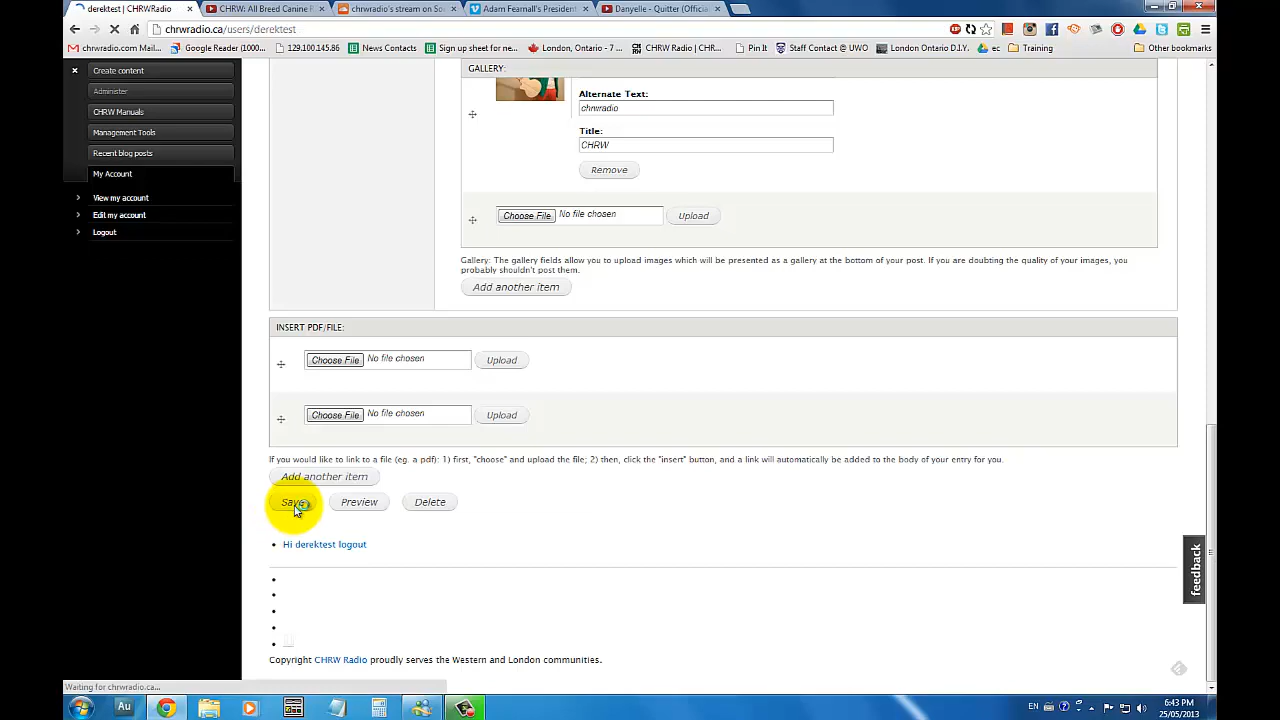 derektest | CHRWRadio
CHRW: All Breed Canine
chrwradio's stream on So
Adam Fearnall's President
Danyelle - Quitter (Officia
chrwradio.ca/users/derektest
chrwradio.com Mail...
Google Reader (1000...
129.100.145.86
News Contacts
Sign up sheet for ne...
London, Ontario - 7 ...
CHRW Radio | CHR...
Pin It
Staff Contact @ UWO
London Ontario D.I.Y.
ec
Training
Other bookmarks
Create content
Administer
CHRW Manuals
Management Tools
Recent blog posts
My Account
View my account
Edit my account
Logout
GALLERY:
Alternate Text:
chrwradio
Title:
CHRW
Remove
Choose File No file chosen Upload
Gallery: The gallery fields allow you to upload images which will be presented as a gallery at the bottom of your post. If you are doubting the quality of your images, you
probably shouldn't post them.
Add another item
INSERT PDF/FILE:
Choose File No file chosen Upload
Choose File No file chosen Upload
If you would like to link to a file (eg. a pdf): 1) first, "choose" and upload the file; 2) then, click the "insert" button, and a link will automatically be added to the body of your entry for you.
Add another item
Save Preview Delete
Hi derektest logout
feedback
Copyright CHRW Radio proudly serves the Western and London communities.
Waiting for chrwradio.ca...
Au
EN
6:43 PM
25/05/2013